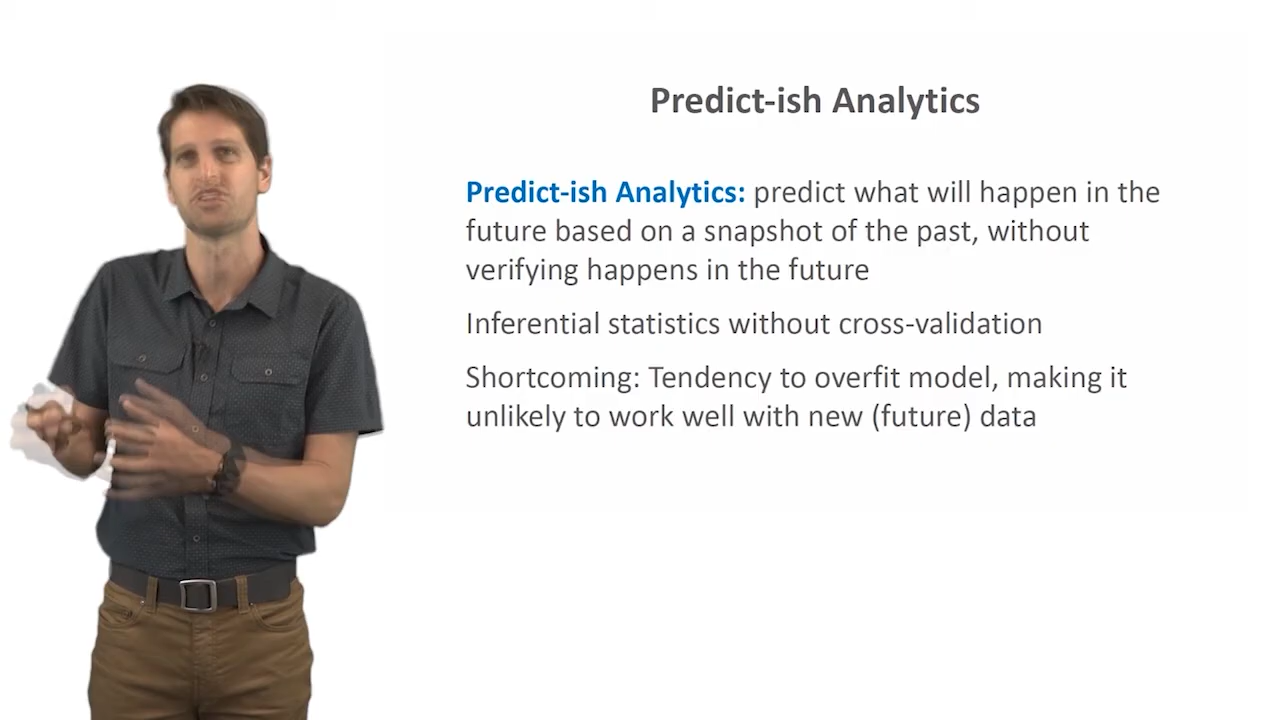 Predict-ish Analytics
Predict-ish Analytics: predict what will happen in the
future based on a snapshot of the past, without
verifying happens in the future
Inferential statistics without cross-validation
Shortcoming: Tendency to overfit model, making it
unlikely to work well with new (future) data